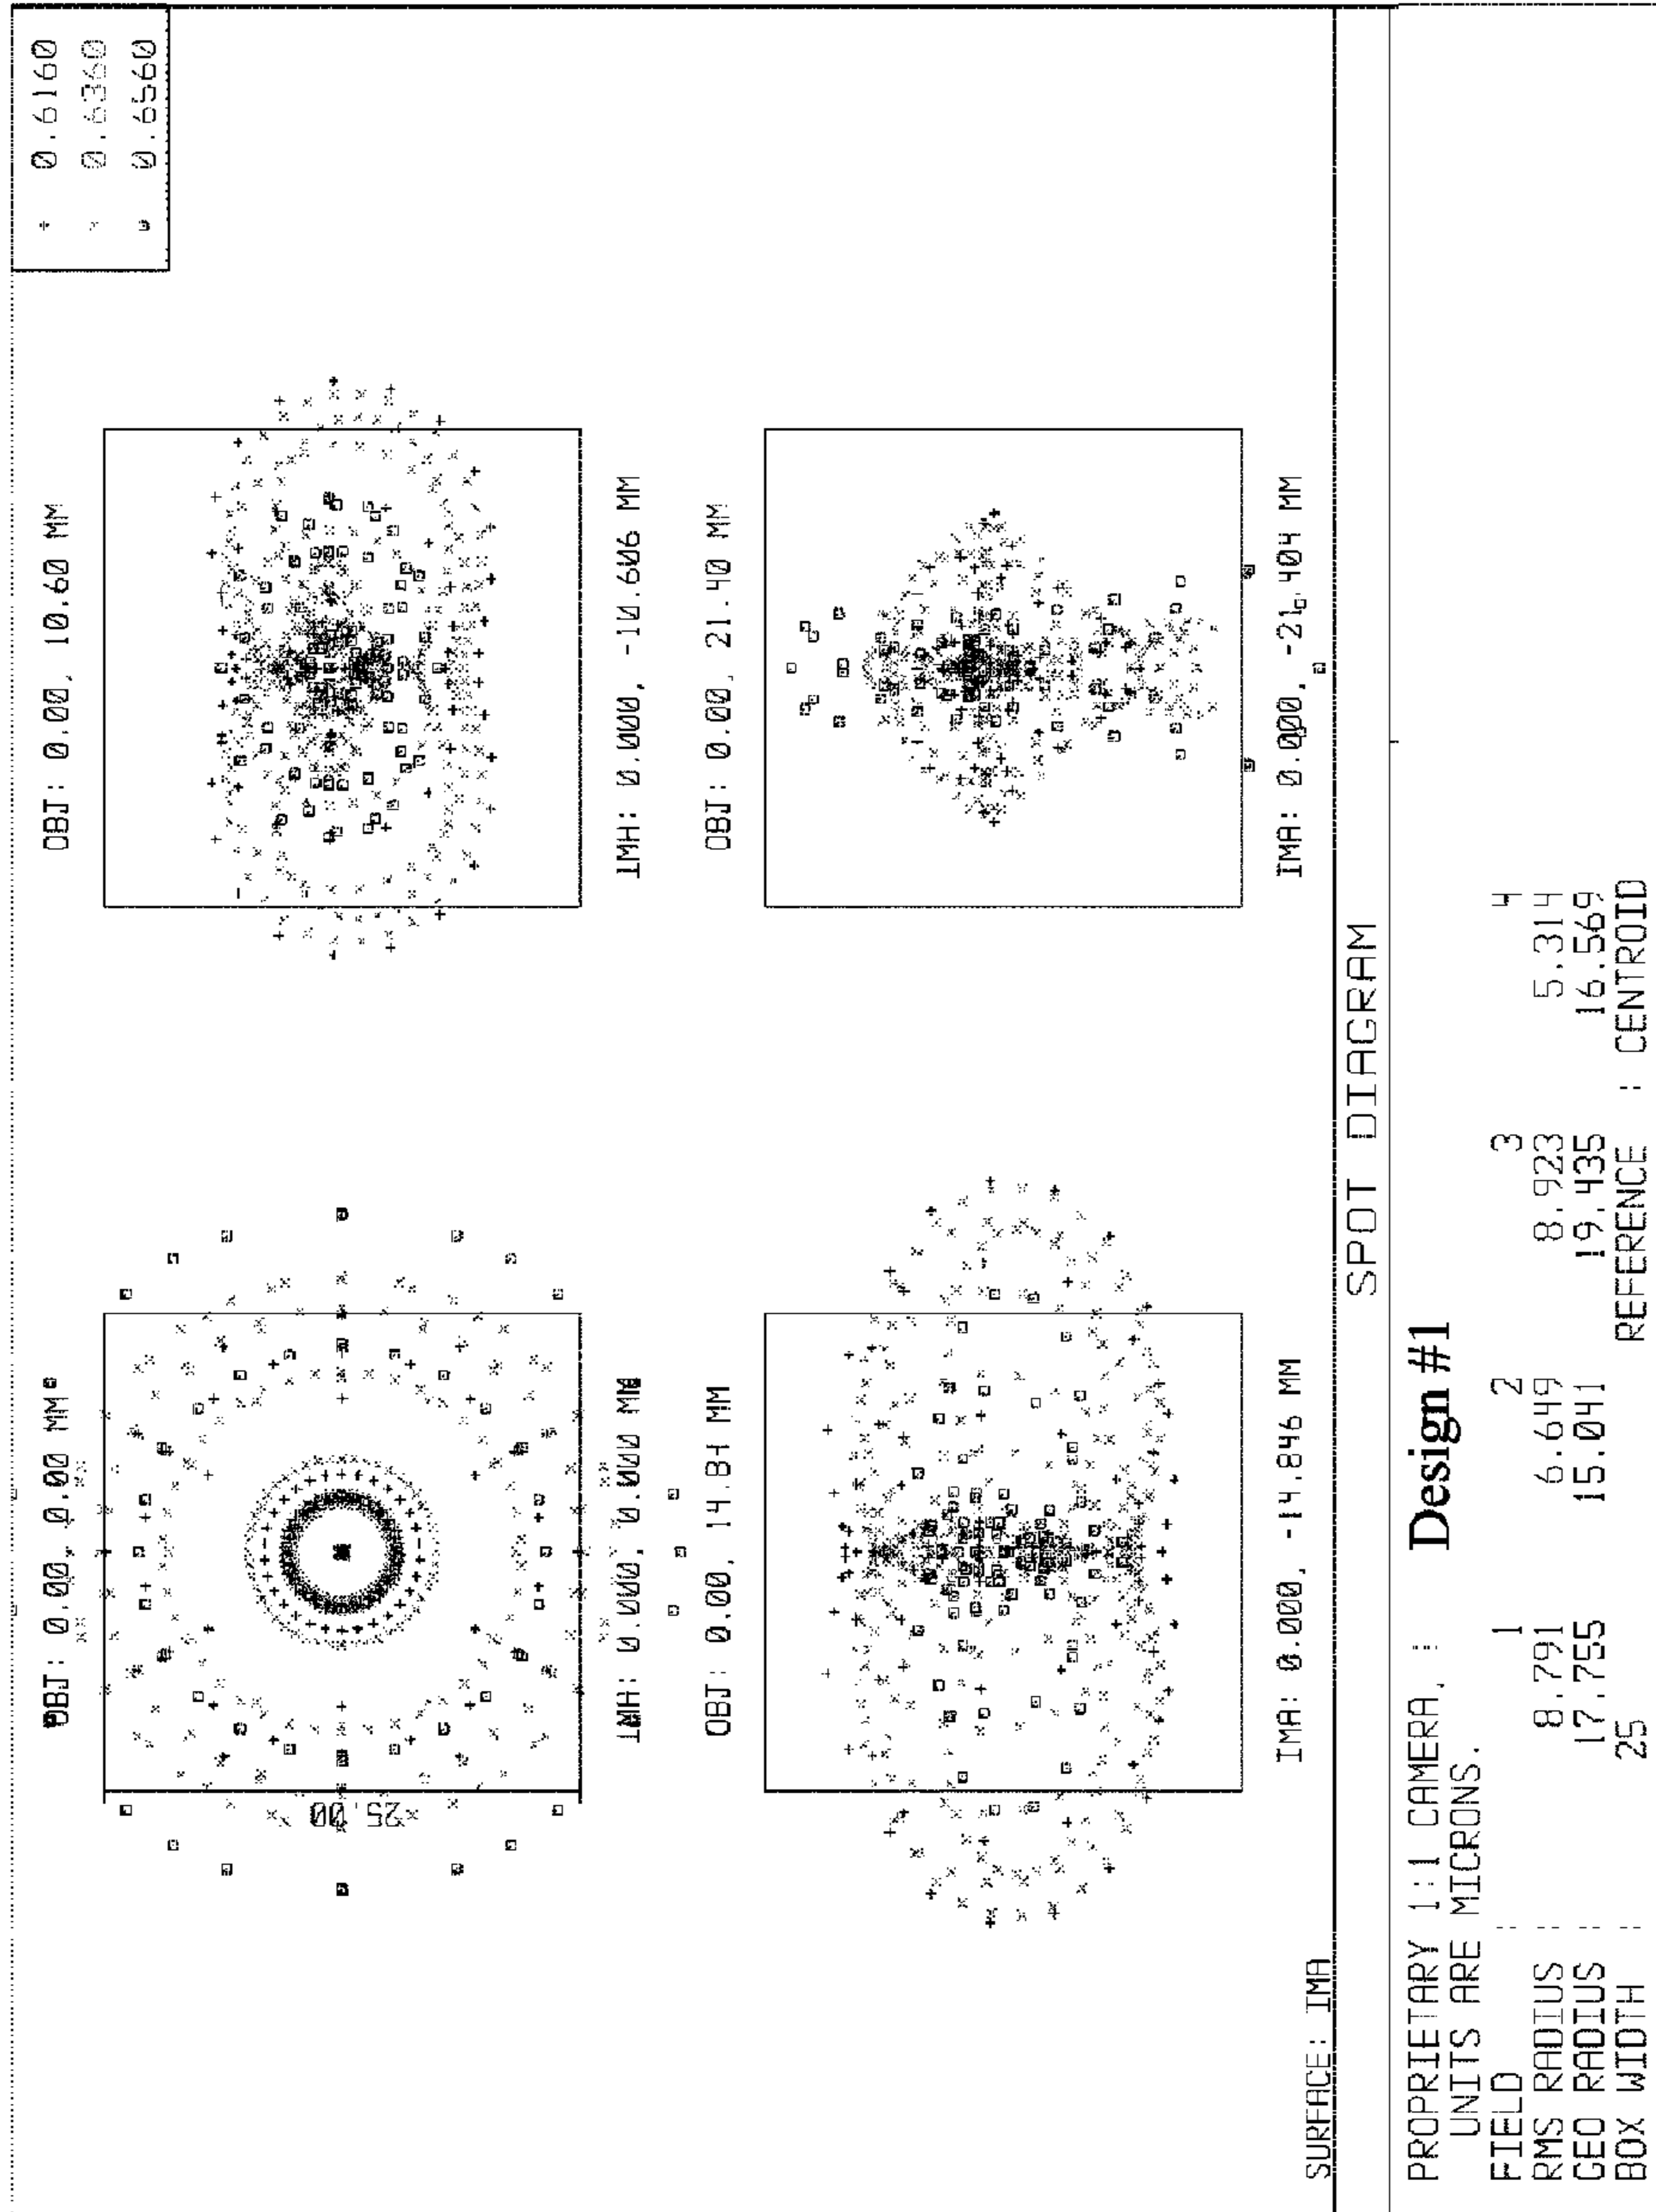 + 0.6160
× 0.6360
▫ 0.6560
OBJ: 0.00, 0.00 MM
OBJ: 0.00, 10.60 MM
25.00
IMA: 0.000, 0.000 MM
IMA: 0.000, -10.606 MM
OBJ: 0.00, 14.84 MM
OBJ: 0.00, 21.40 MM
IMA: 0.000, -14.846 MM
IMA: 0.000, -21.404 MM
SURFACE: IMA
SPOT DIAGRAM
PROPRIETARY 1:1 CAMERA, : Design #1
UNITS ARE MICRONS.
FIELD : 1 2 3 4
RMS RADIUS : 8.791 6.649 8.923 5.314
GEO RADIUS : 17.755 15.041 19.435 16.569
BOX WIDTH : 25 REFERENCE : CENTROID